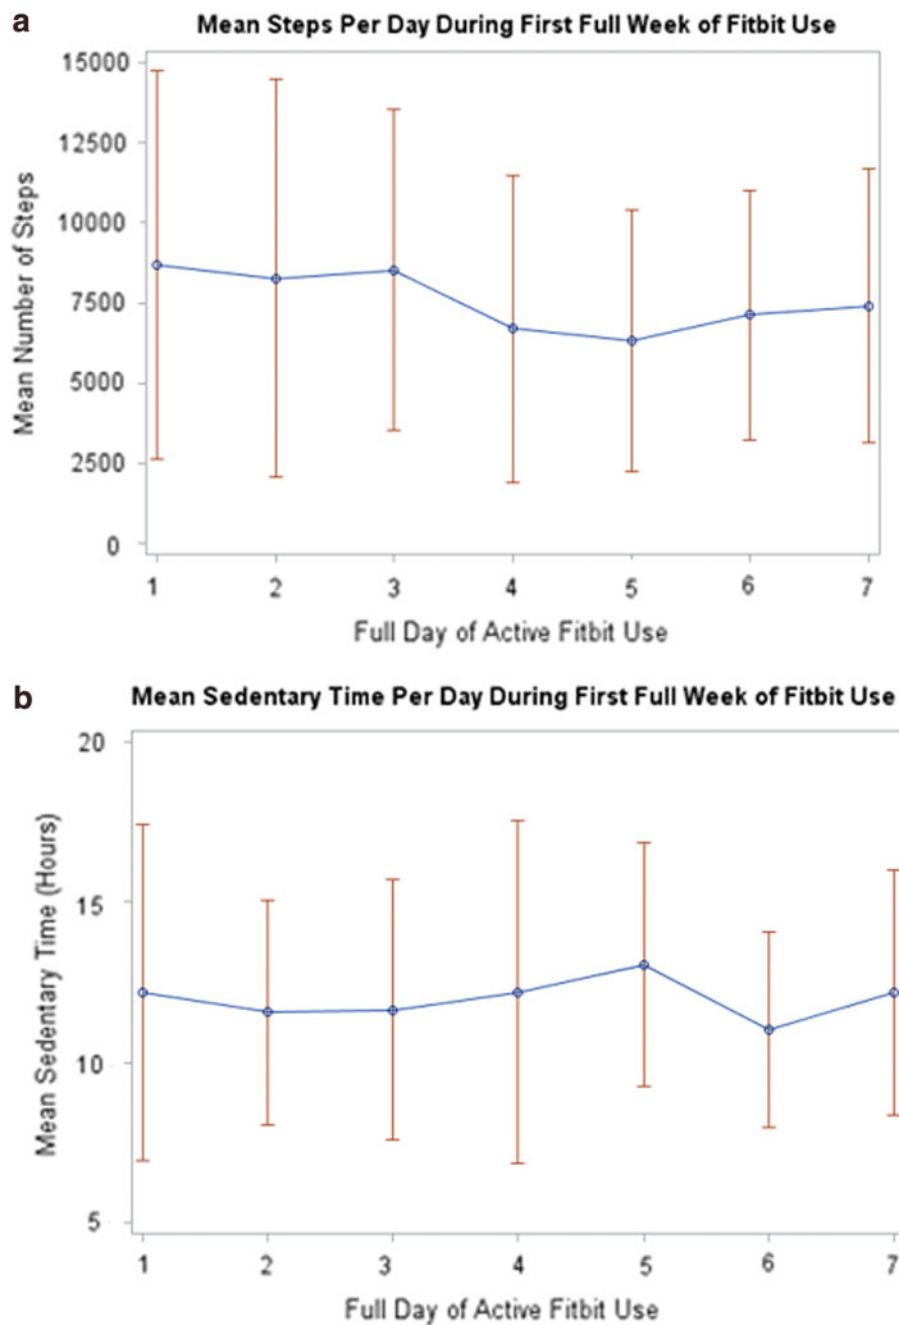 a
Mean Steps Per Day During First Full Week of Fitbit Use
15000
12500
10000
7500
5000
2500
0
Mean Number of Steps
1 2 3 4 5 6 7
Full Day of Active Fitbit Use
b
Mean Sedentary Time Per Day During First Full Week of Fitbit Use
20
15
10
5
Mean Sedentary Time (Hours)
1 2 3 4 5 6 7
Full Day of Active Fitbit Use